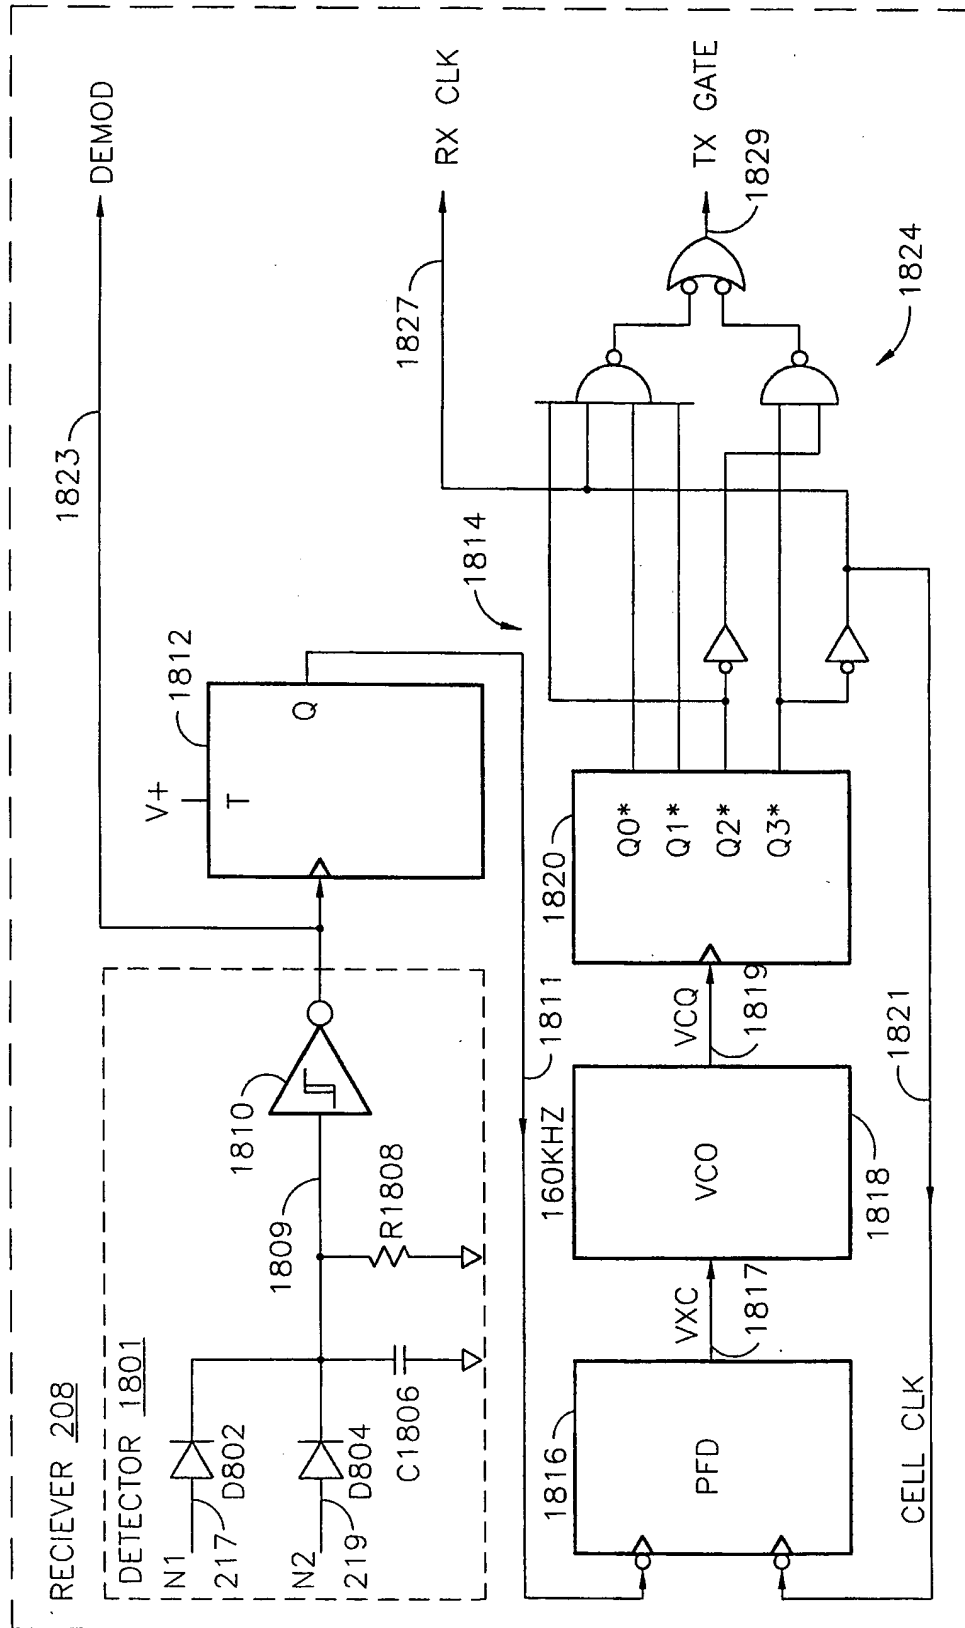 RECIEVER 208
DETECTOR 1801
N1
217
D802
N2
219
D804
C1806
R1808
1809
1810
1823
DEMOD
V+
1812
T
Q
1811
1814
1827
RX CLK
1816
PFD
VXC
1817
160KHZ
VCO
1818
VCQ
1819
1820
Q0*
Q1*
Q2*
Q3*
1824
TX GATE
1829
CELL CLK
1821